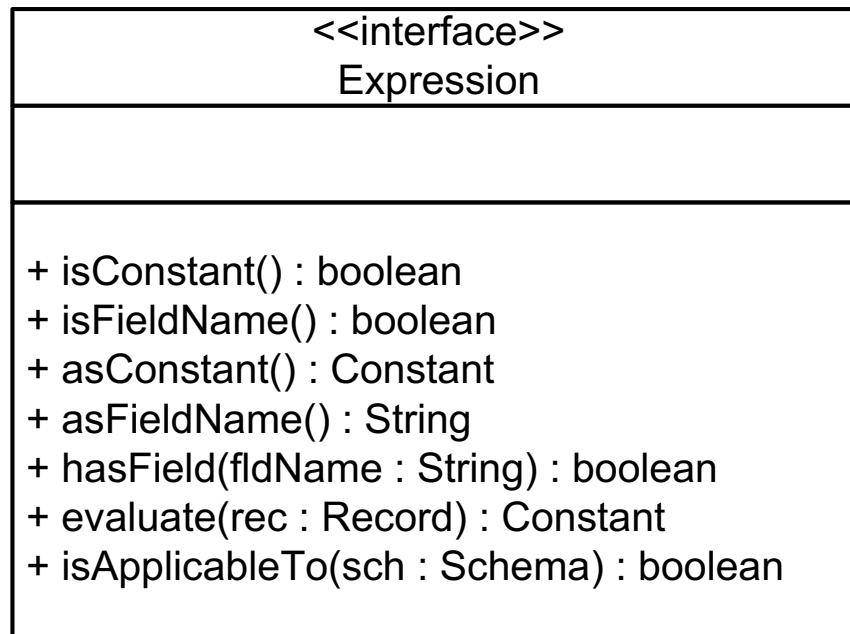 <<interface>>
Expression
+ isConstant() : boolean
+ isFieldName() : boolean
+ asConstant() : Constant
+ asFieldName() : String
+ hasField(fldName : String) : boolean
+ evaluate(rec : Record) : Constant
+ isApplicableTo(sch : Schema) : boolean